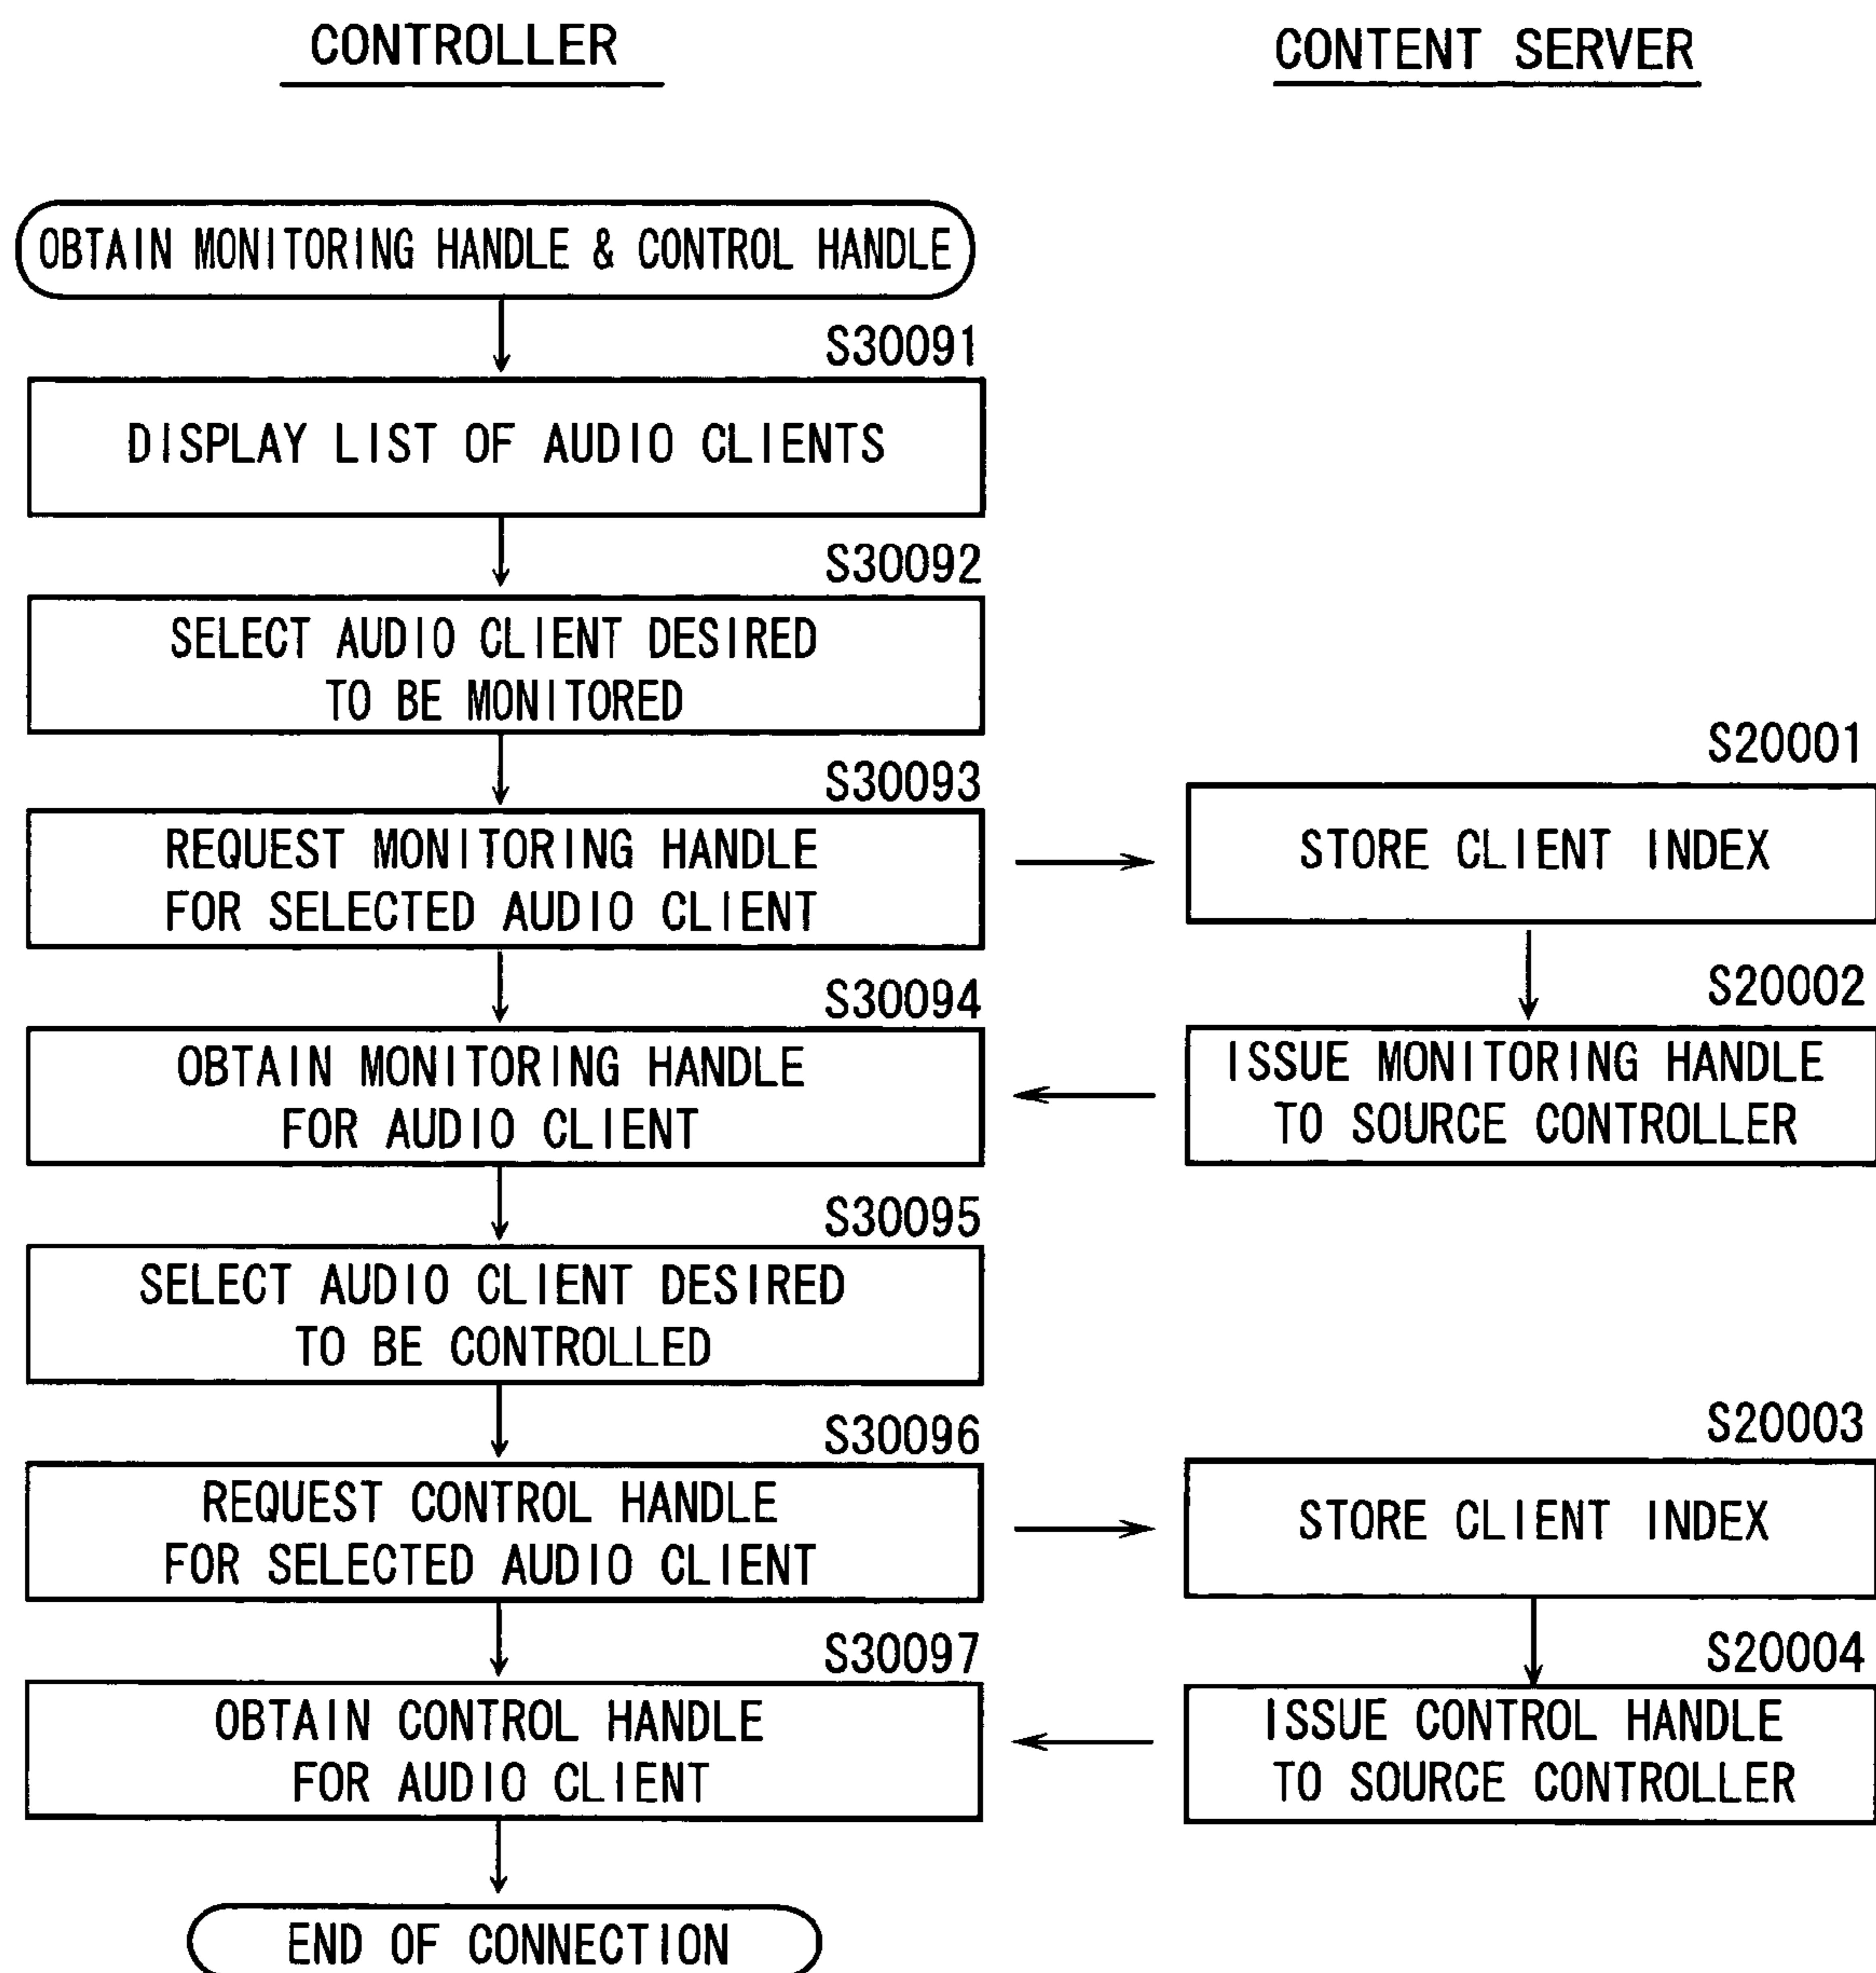 CONTROLLER
CONTENT SERVER
OBTAIN MONITORING HANDLE & CONTROL HANDLE
S30091
DISPLAY LIST OF AUDIO CLIENTS
S30092
SELECT AUDIO CLIENT DESIRED
TO BE MONITORED
S30093
REQUEST MONITORING HANDLE
FOR SELECTED AUDIO CLIENT
S20001
STORE CLIENT INDEX
S20002
ISSUE MONITORING HANDLE
TO SOURCE CONTROLLER
S30094
OBTAIN MONITORING HANDLE
FOR AUDIO CLIENT
S30095
SELECT AUDIO CLIENT DESIRED
TO BE CONTROLLED
S30096
REQUEST CONTROL HANDLE
FOR SELECTED AUDIO CLIENT
S20003
STORE CLIENT INDEX
S20004
ISSUE CONTROL HANDLE
TO SOURCE CONTROLLER
S30097
OBTAIN CONTROL HANDLE
FOR AUDIO CLIENT
END OF CONNECTION